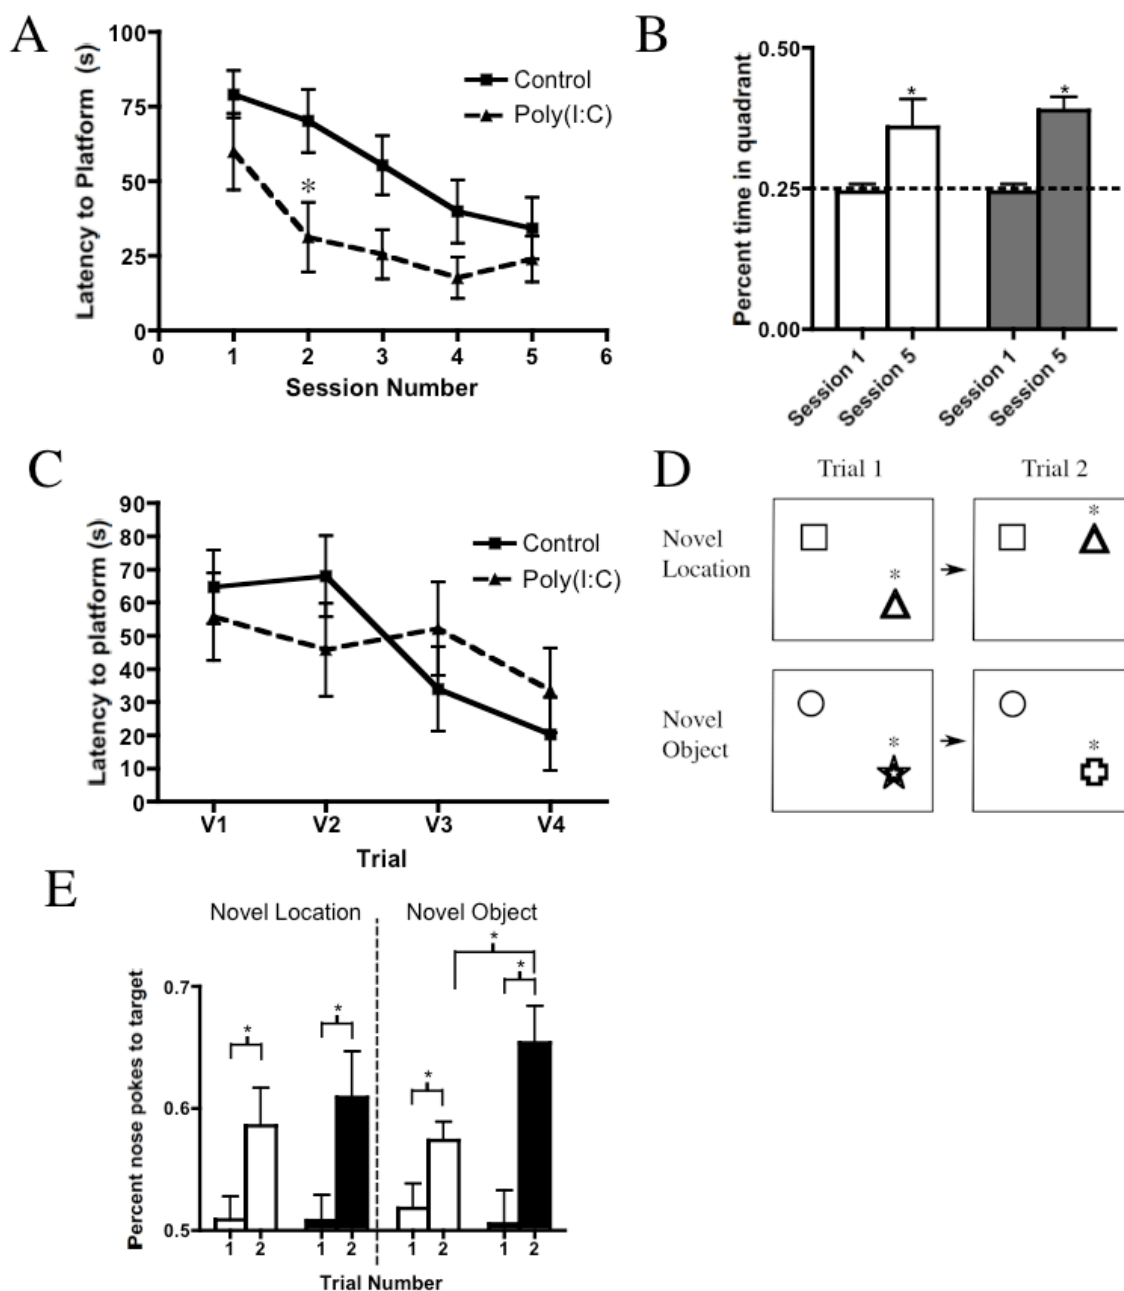 A
100
75
50
25
0
Latency to Platform (s)
Control
Poly(I:C)
*
0 1 2 3 4 5 6
Session Number
B
0.50
0.25
0.00
Percent time in quadrant
* *
Session 1 Session 5 Session 1 Session 5
C
90
80
70
60
50
40
30
20
10
0
Latency to platform (s)
Control
Poly(I:C)
V1 V2 V3 V4
Trial
D
Trial 1 Trial 2
Novel
Location
* *
Novel
Object
* *
E
Novel Location Novel Object
0.7
0.6
0.5
Percent nose pokes to target
* * * * *
1 2 1 2 1 2 1 2
Trial Number